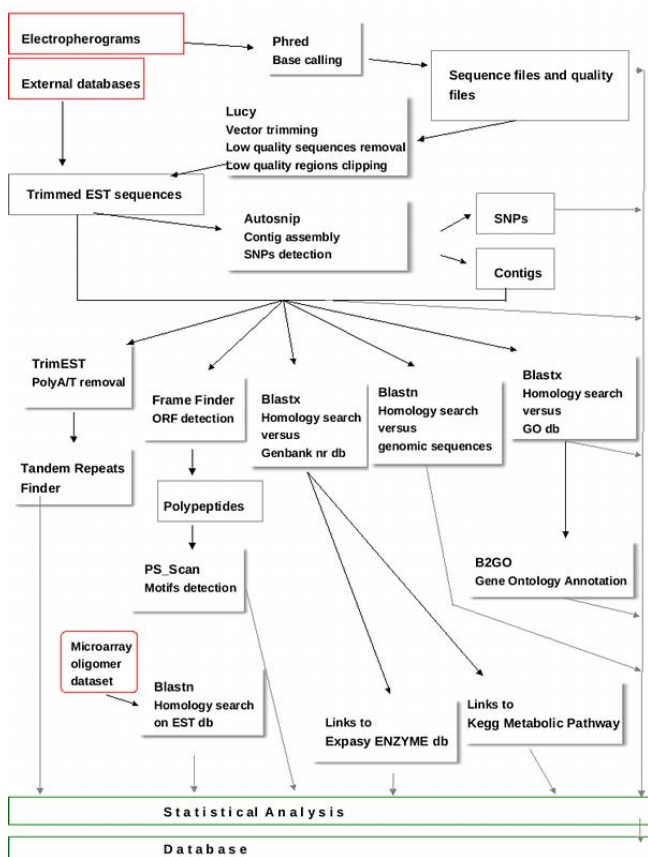 Electropherograms
External databases
Phred
Base calling
Sequence files and quality
files
Lucy
Vector trimming
Low quality sequences removal
Low quality regions clipping
Trimmed EST sequences
Autosnip
Contig assembly
SNPs detection
SNPs
Contigs
TrimEST
PolyA/T removal
Tandem Repeats
Finder
Frame Finder
ORF detection
Polypeptides
PS_Scan
Motifs detection
Blastx
Homology search
versus
Genbank nr db
Blastn
Homology search
versus
genomic sequences
Blastx
Homology search
versus
GO db
B2GO
Gene Ontology Annotation
Microarray
oligomer
dataset
Blastn
Homology search
on EST db
Links to
Expasy ENZYME db
Links to
Kegg Metabolic Pathway
Statistical Analysis
Database